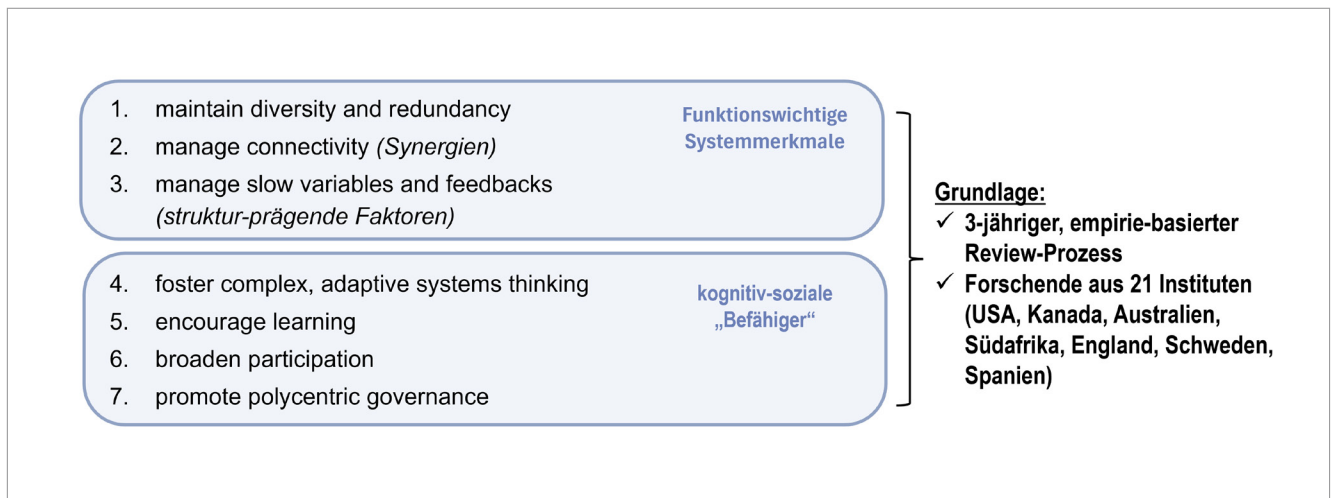 1. maintain diversity and redundancy
2. manage connectivity (Synergien)
3. manage slow variables and feedbacks
(struktur-prägende Faktoren)
Funktionswichtige
Systemmerkmale
4. foster complex, adaptive systems thinking
5. encourage learning
6. broaden participation
7. promote polycentric governance
kognitiv-soziale
„Befähiger“
Grundlage:
✓ 3-jähriger, empirie-basierter
Review-Prozess
✓ Forschende aus 21 Instituten
(USA, Kanada, Australien,
Südafrika, England, Schweden,
Spanien)